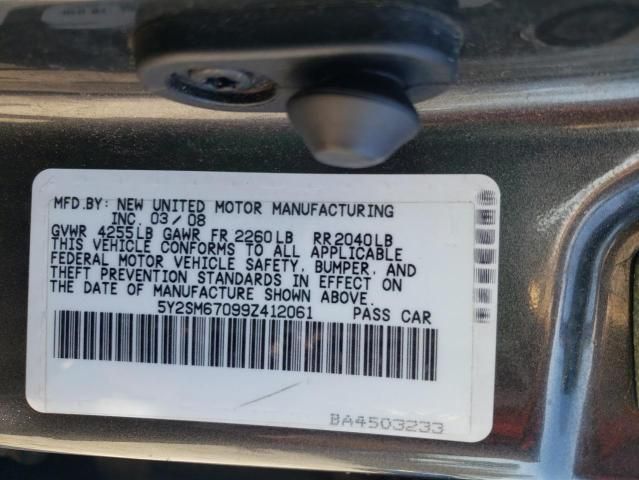 MFD.BY: NEW UNITED MOTOR MANUFACTURING
INC. 03/08
GVWR 4255LB GAWR FR 2260LB RR2040LB
THIS VEHICLE CONFORMS TO ALL APPLICABLE
FEDERAL MOTOR VEHICLE SAFETY, BUMPER, AND
THEFT PREVENTION STANDARDS IN EFFECT ON
THE DATE OF MANUFACTURE SHOWN ABOVE.
5Y2SM67099Z412061 PASS CAR
BA4503233